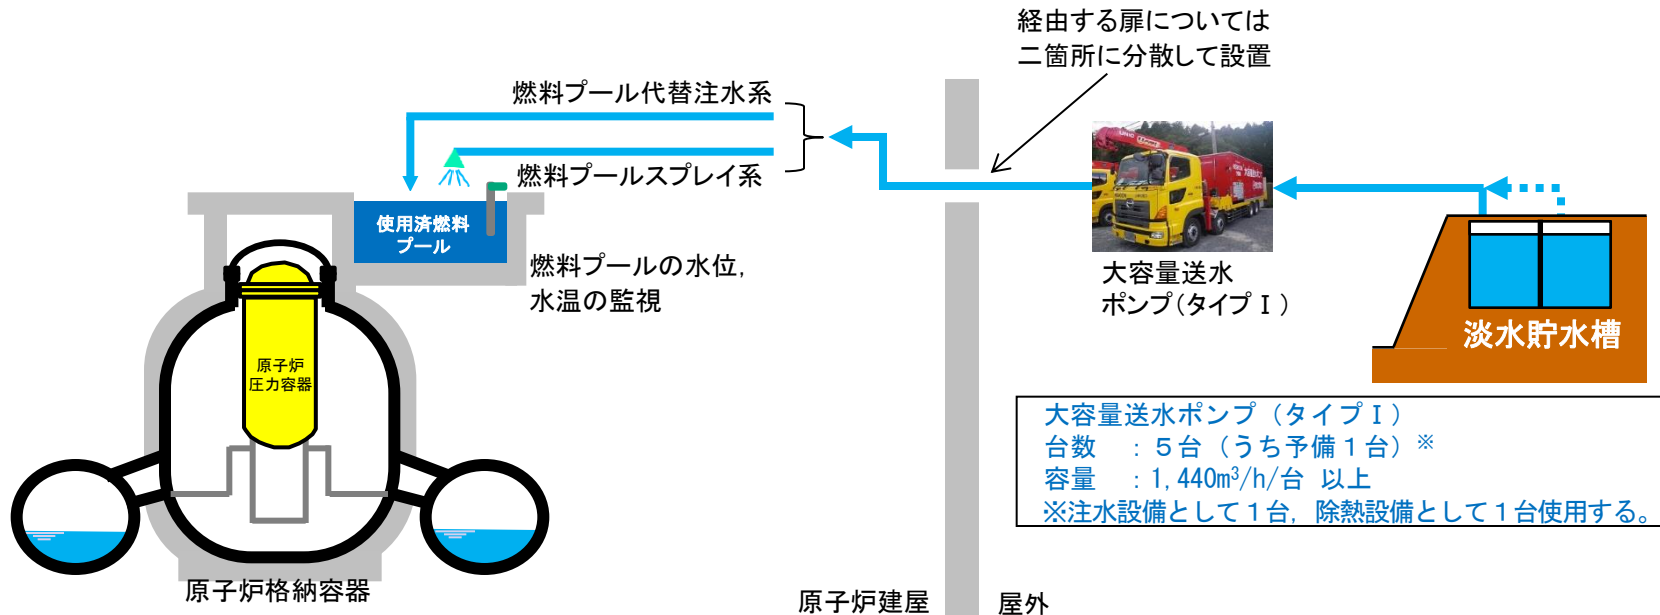 経由する扉については
二箇所に分散して設置
燃料プール代替注水系
燃料プールスプレイ系
使用済燃料
プール
燃料プールの水位，
水温の監視
原子炉
圧力容器
原子炉格納容器
原子炉建屋
屋外
大容量送水
ポンプ（タイプⅠ）
淡水貯水槽
大容量送水ポンプ（タイプⅠ）
台数　：５台（うち予備１台）※
容量　：1,440m³/h/台 以上
※注水設備として１台，除熱設備として１台使用する。